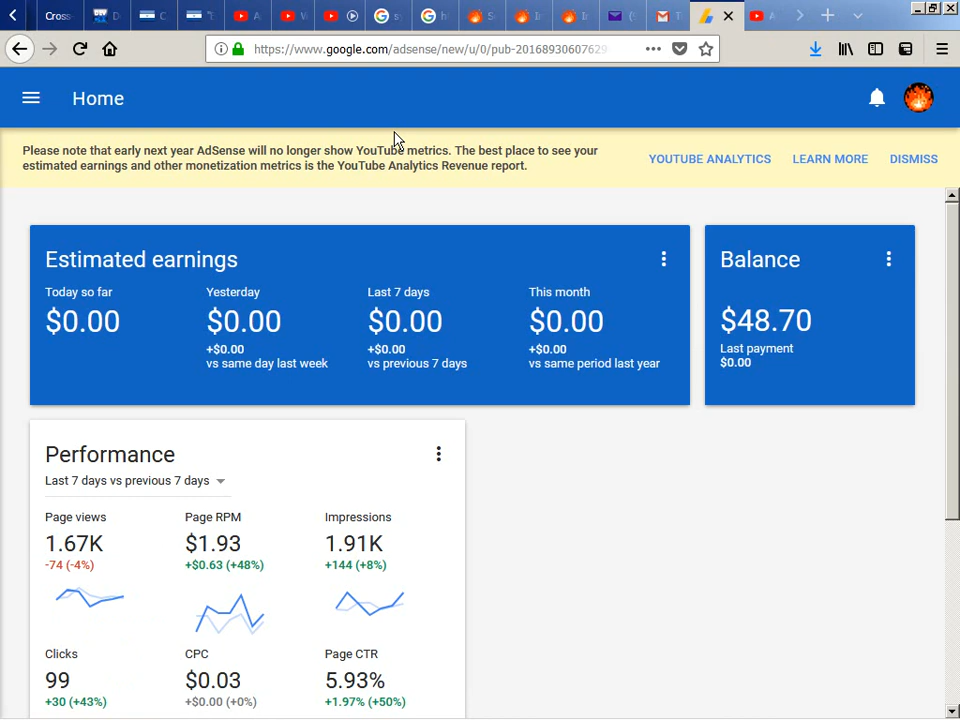 Cross-
D
C
"E
A
W
s
h
S
In
In
(
T
A
https://www.google.com/adsense/new/u/0/pub-20168930607629
Home
Please note that early next year AdSense will no longer show YouTube metrics. The best place to see your
estimated earnings and other monetization metrics is the YouTube Analytics Revenue report.
YOUTUBE ANALYTICS
LEARN MORE
DISMISS
Estimated earnings
Today so far
Yesterday
Last 7 days
This month
$0.00
$0.00
$0.00
$0.00
+$0.00
+$0.00
+$0.00
vs same day last week
vs previous 7 days
vs same period last year
Balance
$48.70
Last payment
$0.00
Performance
Last 7 days vs previous 7 days
Page views
Page RPM
Impressions
1.67K
$1.93
1.91K
-74 (-4%)
+$0.63 (+48%)
+144 (+8%)
Clicks
CPC
Page CTR
99
$0.03
5.93%
+30 (+43%)
+$0.00 (+0%)
+1.97% (+50%)